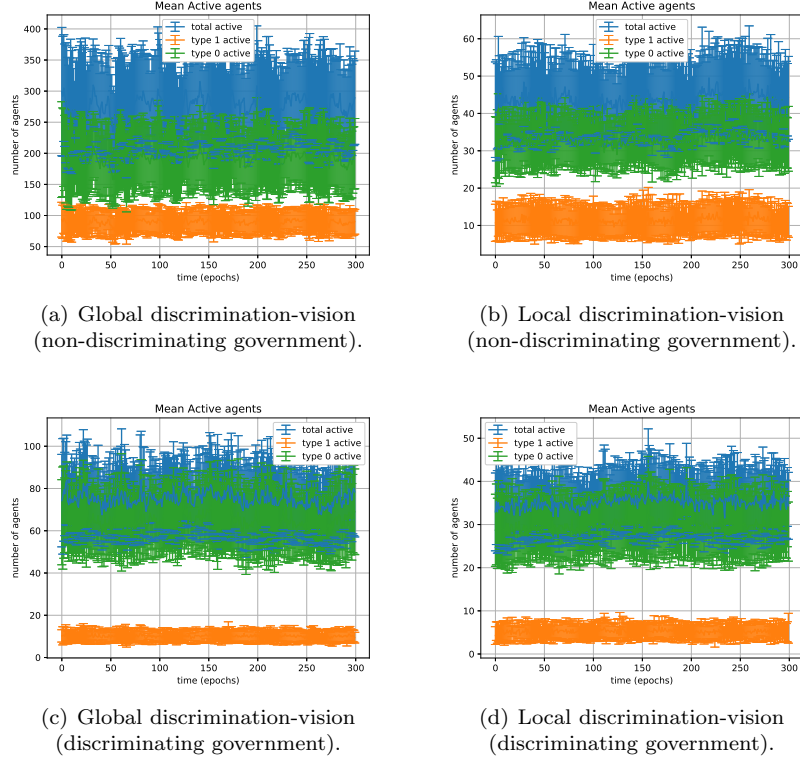 Mean Active agents
total active
type 1 active
type 0 active
number of agents
400
350
300
250
200
150
100
50
0 50 100 150 200 250 300
time (epochs)
(a) Global discrimination-vision
(non-discriminating government).
Mean Active agents
total active
type 1 active
type 0 active
number of agents
60
50
40
30
20
10
0 50 100 150 200 250 300
time (epochs)
(b) Local discrimination-vision
(non-discriminating government).
Mean Active agents
total active
type 1 active
type 0 active
number of agents
100
80
60
40
20
0
0 50 100 150 200 250 300
time (epochs)
(c) Global discrimination-vision
(discriminating government).
Mean Active agents
total active
type 1 active
type 0 active
number of agents
50
40
30
20
10
0
0 50 100 150 200 250 300
time (epochs)
(d) Local discrimination-vision
(discriminating government).